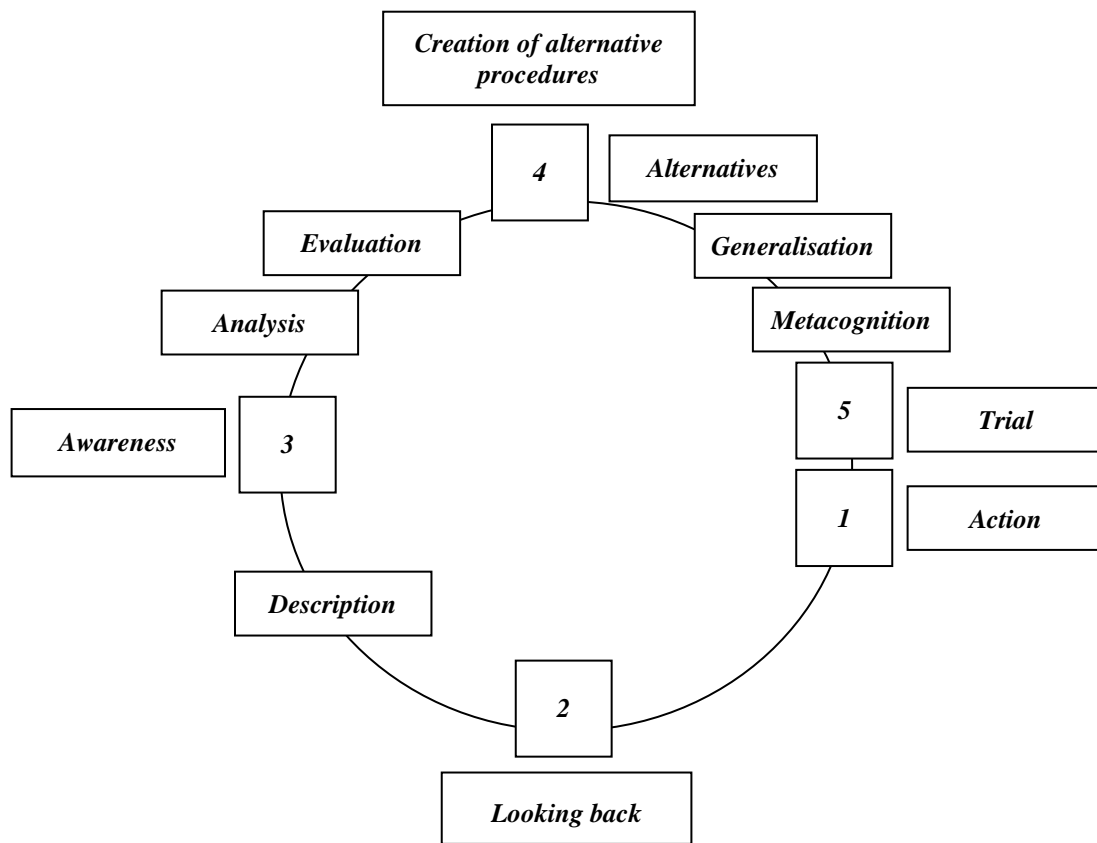 Creation of alternative
procedures
4
Alternatives
Evaluation
Generalisation
Analysis
Metacognition
5
Trial
Awareness
3
1
Action
Description
2
Looking back